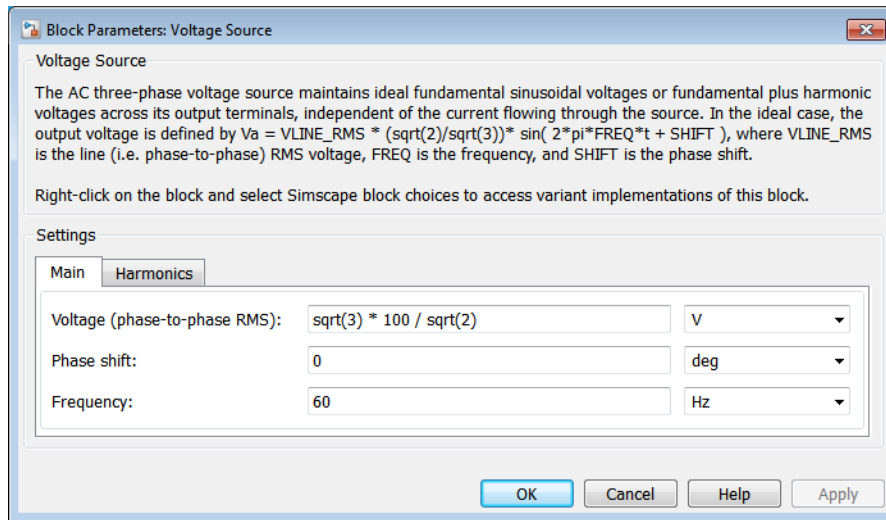 Block Parameters: Voltage Source
Voltage Source
The AC three-phase voltage source maintains ideal fundamental sinusoidal voltages or fundamental plus harmonic
voltages across its output terminals, independent of the current flowing through the source. In the ideal case, the
output voltage is defined by Va = VLINE_RMS * (sqrt(2)/sqrt(3))* sin( 2*pi*FREQ*t + SHIFT ), where VLINE_RMS
is the line (i.e. phase-to-phase) RMS voltage, FREQ is the frequency, and SHIFT is the phase shift.
Right-click on the block and select Simscape block choices to access variant implementations of this block.
Settings
Main Harmonics
Voltage (phase-to-phase RMS): sqrt(3) * 100 / sqrt(2) V
Phase shift: 0 deg
Frequency: 60 Hz
OK Cancel Help Apply